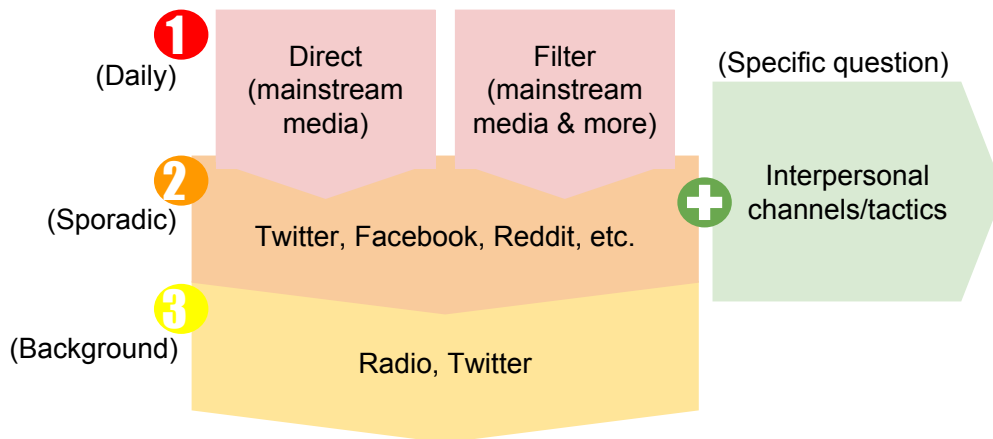 1
(Daily)
Direct
(mainstream
media)
Filter
(mainstream
media & more)
(Specific question)
2
(Sporadic)
Twitter, Facebook, Reddit, etc.
Interpersonal
channels/tactics
3
(Background)
Radio, Twitter